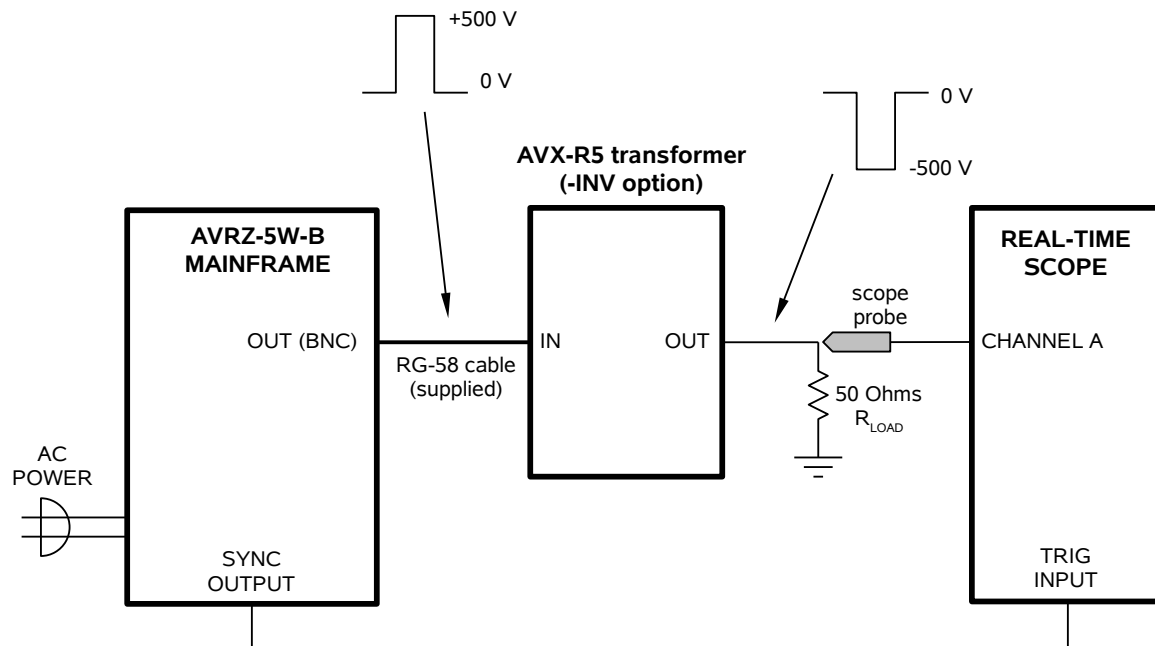 +500 V
0 V
0 V
-500 V
AVX-R5 transformer
(-INV option)
AVRZ-5W-B
MAINFRAME
REAL-TIME
SCOPE
scope
probe
OUT (BNC)
IN
OUT
CHANNEL A
RG-58 cable
(supplied)
50 Ohms
RLOAD
AC
POWER
SYNC
OUTPUT
TRIG
INPUT